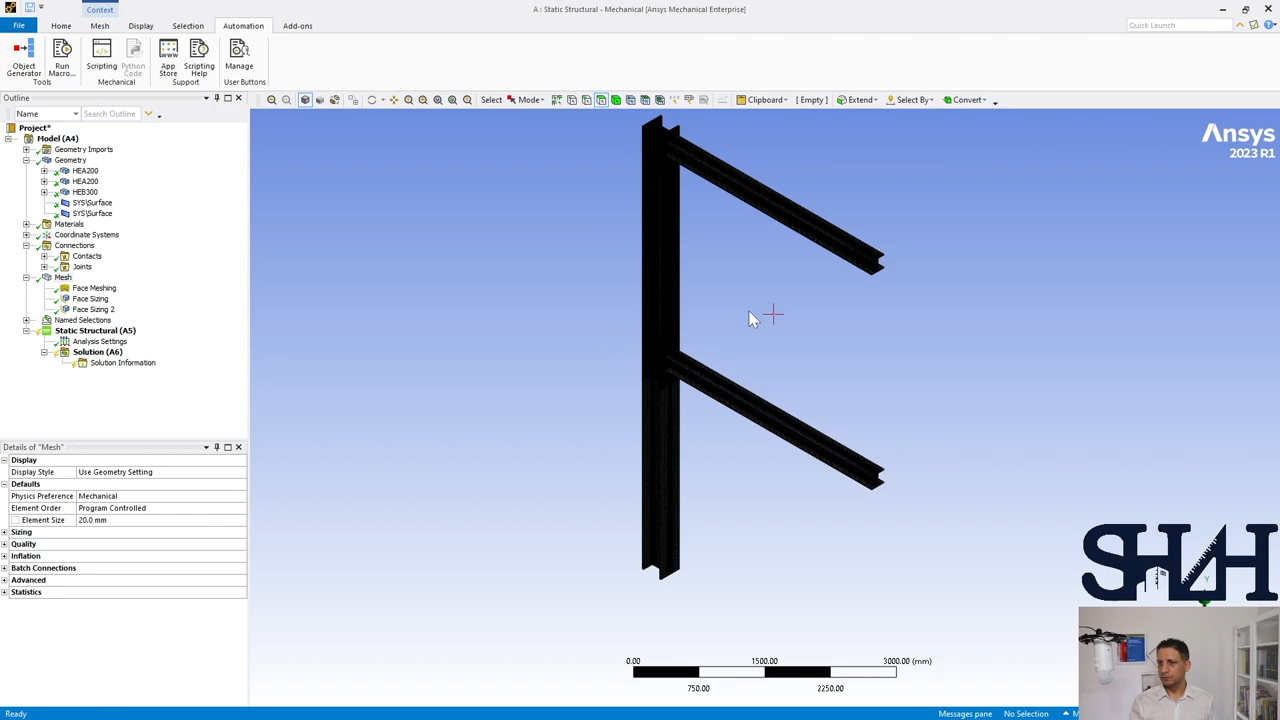 Context
A : Static Structural - Mechanical [Ansys Mechanical Enterprise]
File
Home
Mesh
Display
Selection
Automation
Add-ons
Quick Launch
Object Generator
Run Macro...
Scripting
Python Code
App Store
Scripting Help
Manage
Tools
Mechanical
Support
User Buttons
Outline
Name
Search Outline
Select
Mode
Clipboard
[ Empty ]
Extend
Select By
Convert
Project*
Model (A4)
Geometry Imports
Geometry
HEA200
HEA200
HEB300
SYS\Surface
SYS\Surface
Materials
Coordinate Systems
Connections
Contacts
Joints
Mesh
Face Meshing
Face Sizing
Face Sizing 2
Named Selections
Static Structural (A5)
Analysis Settings
Solution (A6)
Solution Information
Ansys
2023 R1
Details of "Mesh"
Display
Display Style Use Geometry Setting
Defaults
Physics Preference Mechanical
Element Order Program Controlled
Element Size 20.0 mm
Sizing
Quality
Inflation
Batch Connections
Advanced
Statistics
0.00 1500.00 3000.00 (mm)
750.00 2250.00
Y
Ready
Messages pane
No Selection